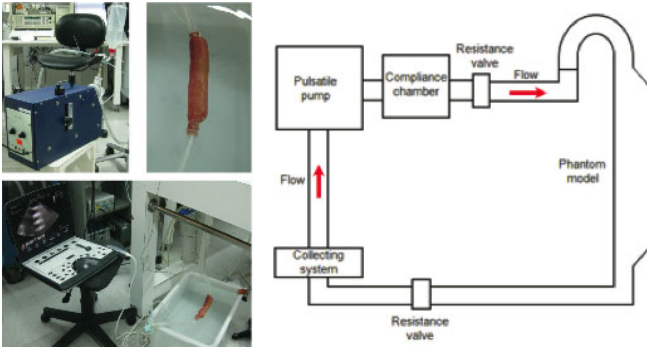 Pulsatile
pump
Compliance
chamber
Resistance
valve
Flow
Phantom
model
Flow
Collecting
system
Resistance
valve